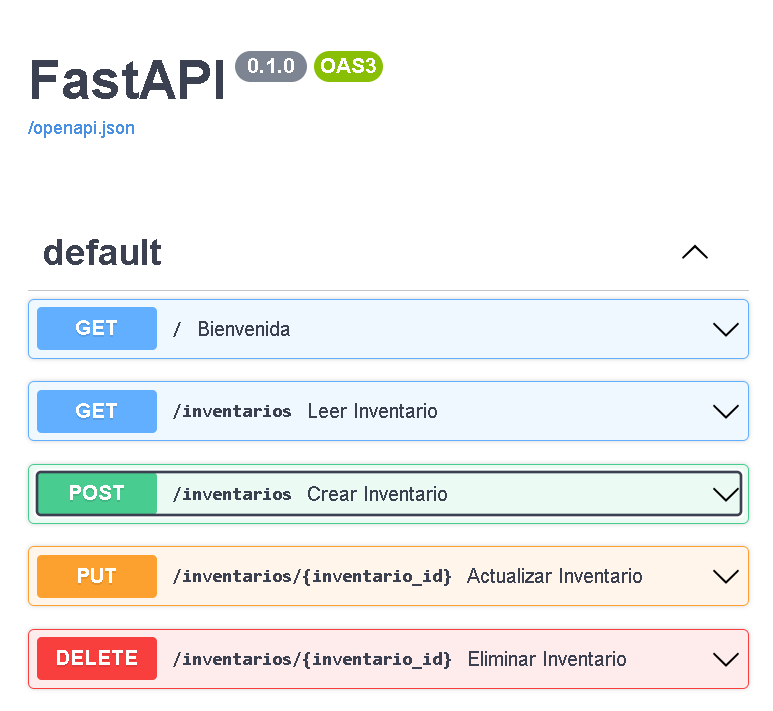 FastAPI 0.1.0 OAS3
/openapi.json
default
GET / Bienvenida
GET /inventarios Leer Inventario
POST /inventarios Crear Inventario
PUT /inventarios/{inventario_id} Actualizar Inventario
DELETE /inventarios/{inventario_id} Eliminar Inventario